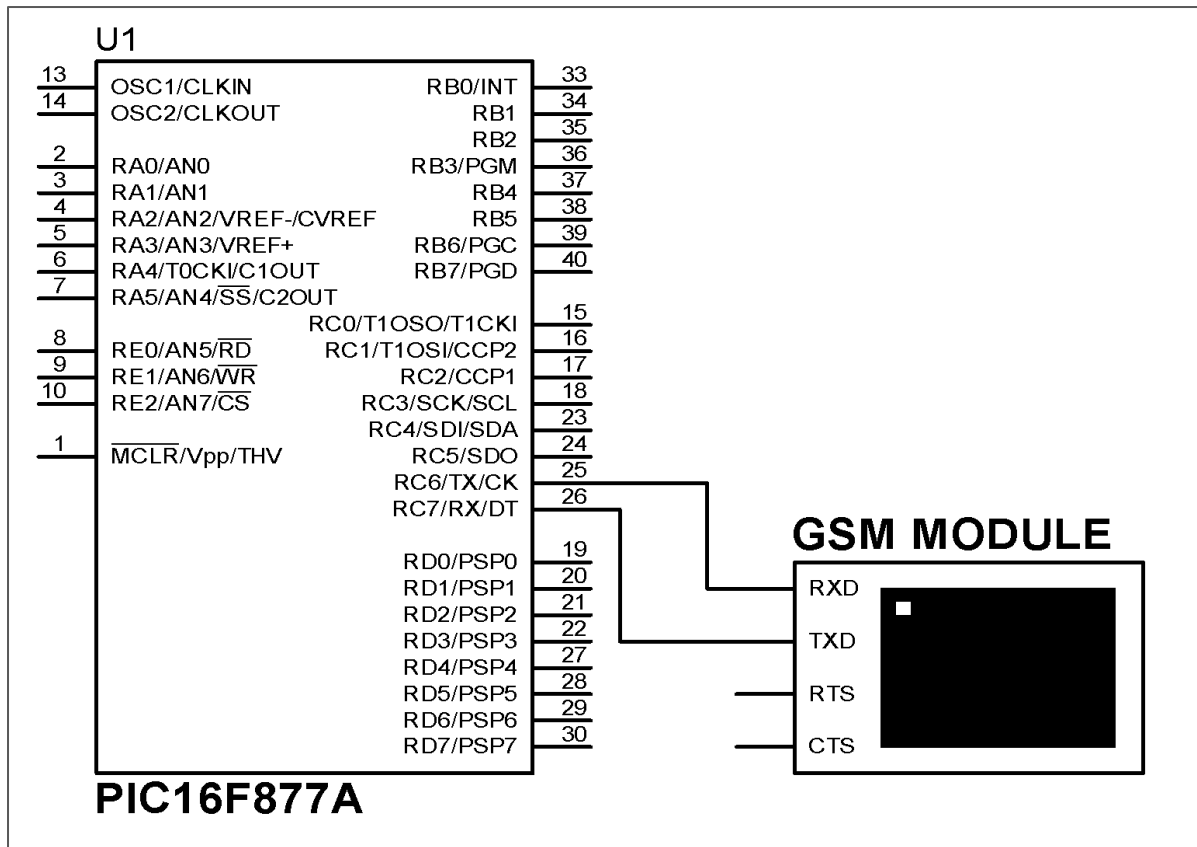 U1
13 OSC1/CLKIN
14 OSC2/CLKOUT
2 RA0/AN0
3 RA1/AN1
4 RA2/AN2/VREF-/CVREF
5 RA3/AN3/VREF+
6 RA4/T0CKI/C1OUT
7 RA5/AN4/SS/C2OUT
8 RE0/AN5/RD
9 RE1/AN6/WR
10 RE2/AN7/CS
1 MCLR/Vpp/THV
RB0/INT 33
RB1 34
RB2 35
RB3/PGM 36
RB4 37
RB5 38
RB6/PGC 39
RB7/PGD 40
RC0/T1OSO/T1CKI 15
RC1/T1OSI/CCP2 16
RC2/CCP1 17
RC3/SCK/SCL 18
RC4/SDI/SDA 23
RC5/SDO 24
RC6/TX/CK 25
RC7/RX/DT 26
RD0/PSP0 19
RD1/PSP1 20
RD2/PSP2 21
RD3/PSP3 22
RD4/PSP4 27
RD5/PSP5 28
RD6/PSP6 29
RD7/PSP7 30
PIC16F877A
GSM MODULE
RXD
TXD
RTS
CTS